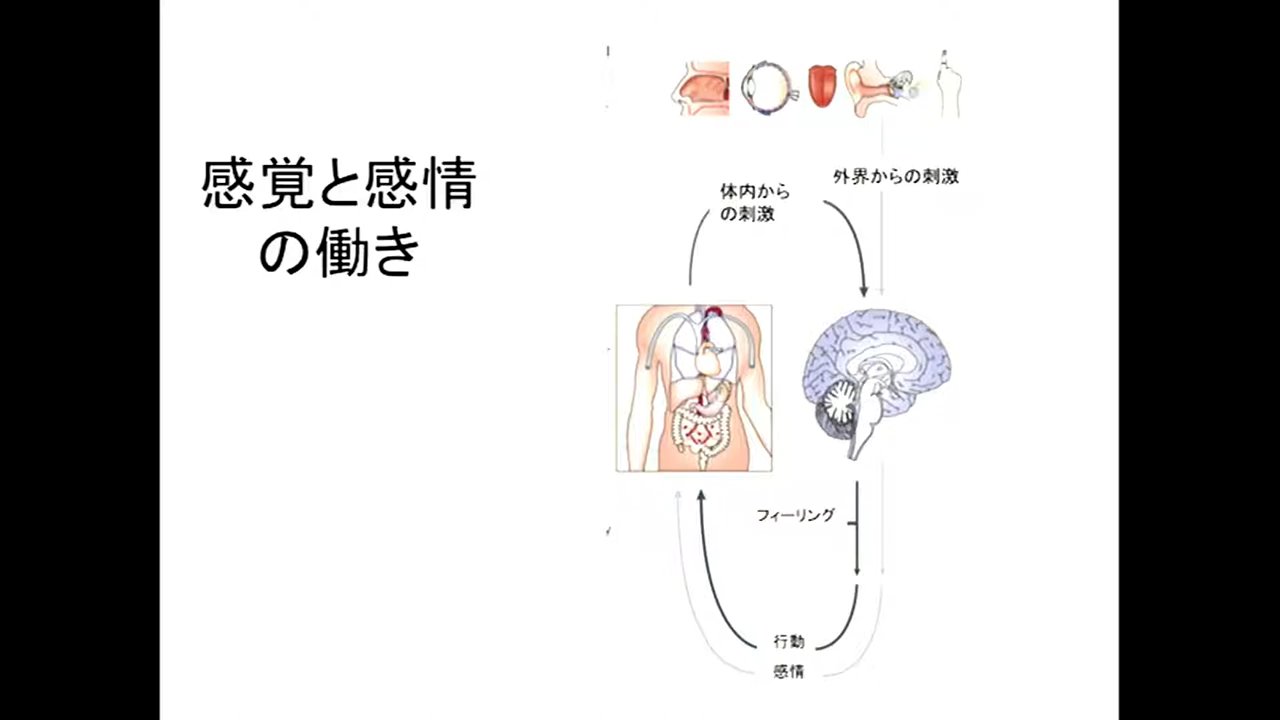 感覚と感情
の働き
体内から
の刺激
外界からの刺激
フィーリング
行動
感情